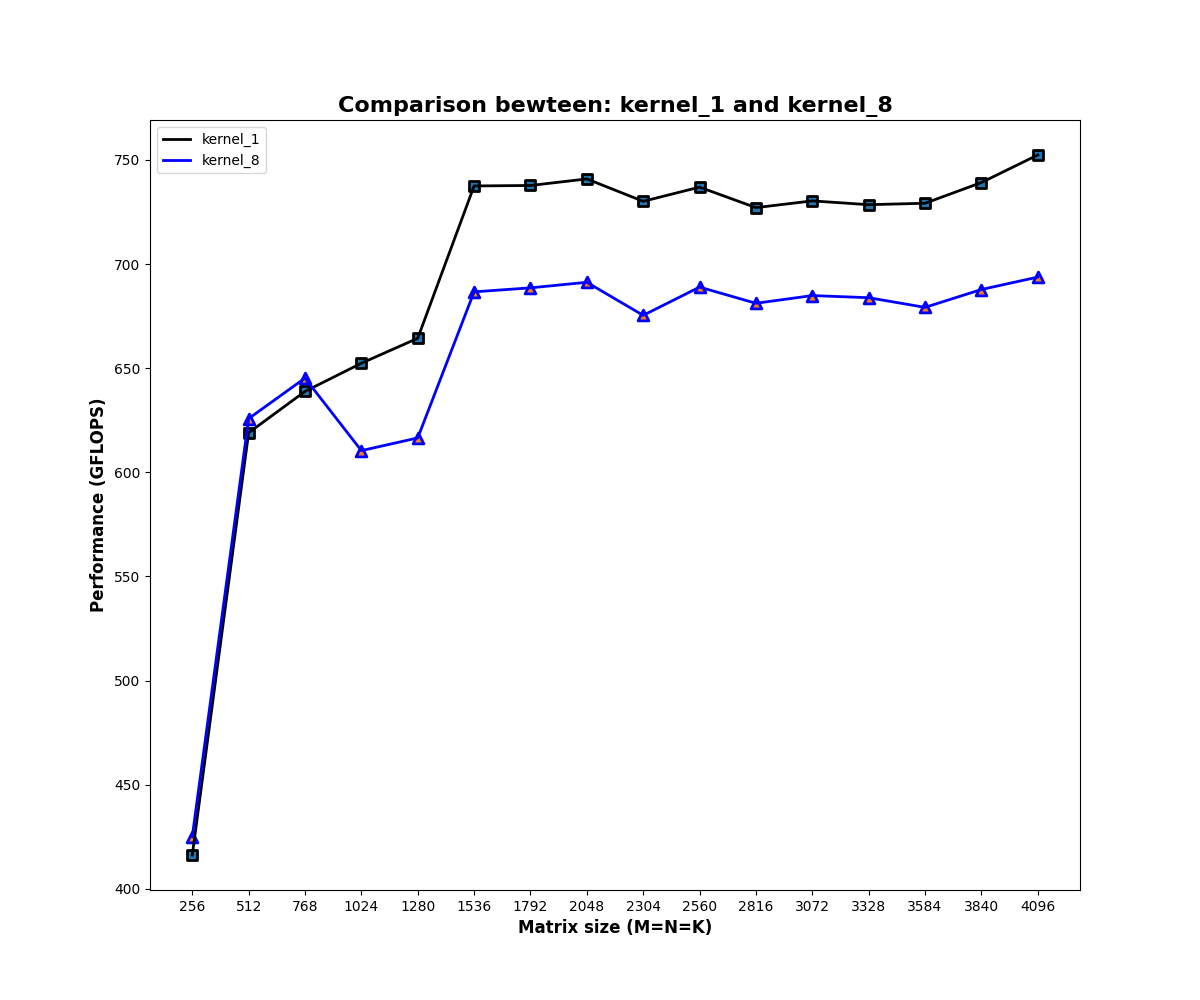 Comparison bewteen: kernel_1 and kernel_8
kernel_1
kernel_8
Performance (GFLOPS)
750
700
650
600
550
500
450
400
256 512 768 1024 1280 1536 1792 2048 2304 2560 2816 3072 3328 3584 3840 4096
Matrix size (M=N=K)